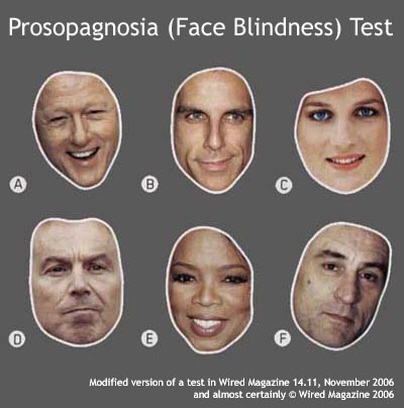 Prosopagnosia (Face Blindness) Test
A
B
C
D
E
F
Modified version of a test in Wired Magazine 14.11, November 2006
and almost certainly © Wired Magazine 2006